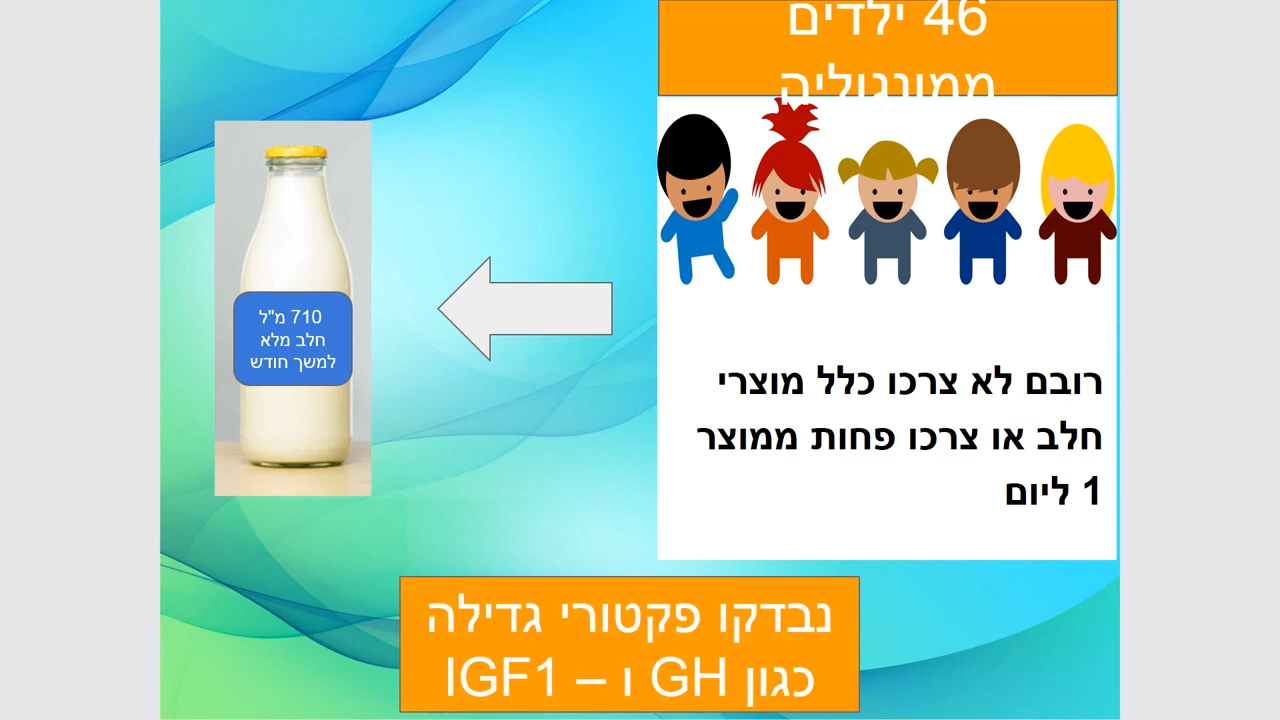 46 ילדים
ממונגוליה
710 מ"ל
חלב מלא
למשך חודש
רובם לא צרכו כלל מוצרי
חלב או צרכו פחות ממוצר
1 ליום
נבדקו פקטורי גדילה
כגון GH ו – IGF1